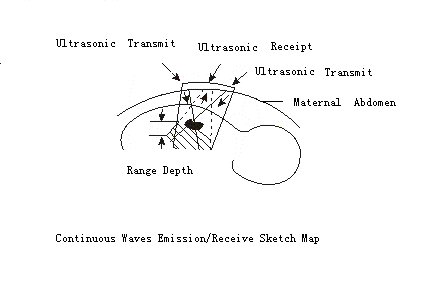 Ultrasonic Transmit
Ultrasonic Receipt
Ultrasonic Transmit
Maternal Abdomen
Range Depth
Continuous Waves Emission/Receive Sketch Map